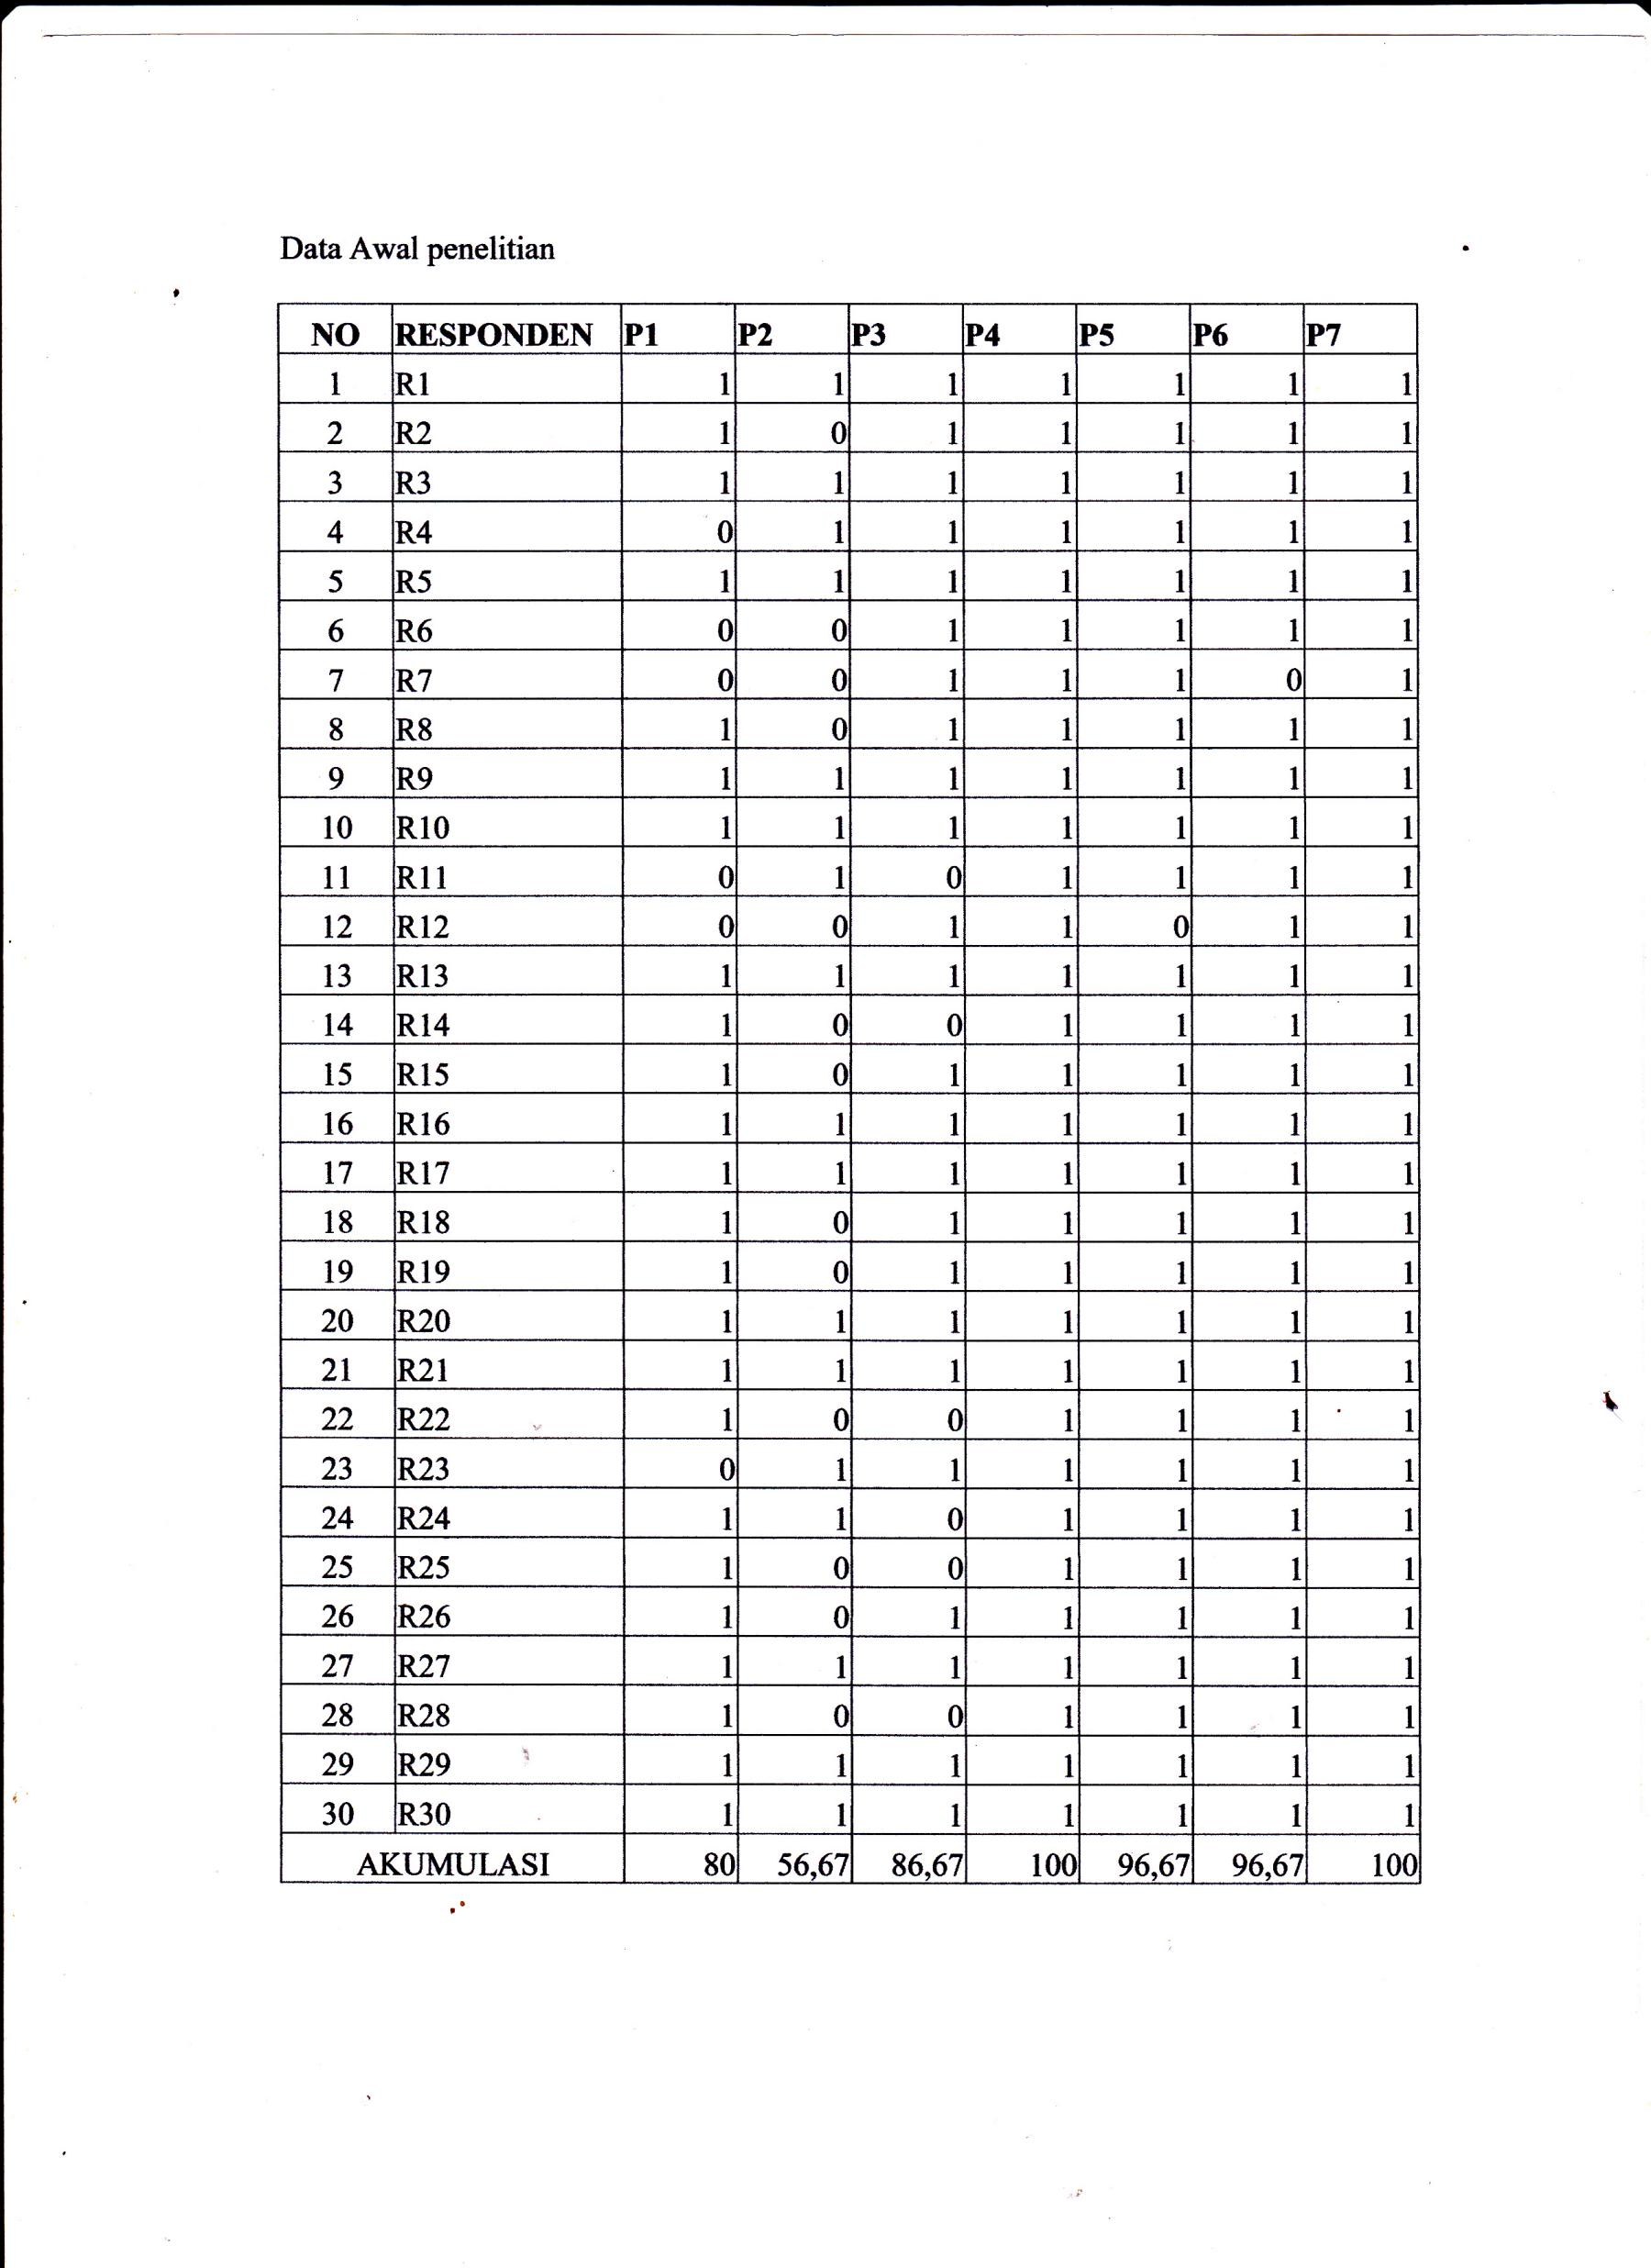 Data Awal penelitian
NO RESPONDEN P1 P2 P3 P4 P5 P6 P7
1 R1 1 1 1 1 1 1 1
2 R2 1 0 1 1 1 1 1
3 R3 1 1 1 1 1 1 1
4 R4 0 1 1 1 1 1 1
5 R5 1 1 1 1 1 1 1
6 R6 0 0 1 1 1 1 1
7 R7 0 0 1 1 1 0 1
8 R8 1 0 1 1 1 1 1
9 R9 1 1 1 1 1 1 1
10 R10 1 1 1 1 1 1 1
11 R11 0 1 0 1 1 1 1
12 R12 0 0 1 1 0 1 1
13 R13 1 1 1 1 1 1 1
14 R14 1 0 0 1 1 1 1
15 R15 1 0 1 1 1 1 1
16 R16 1 1 1 1 1 1 1
17 R17 1 1 1 1 1 1 1
18 R18 1 0 1 1 1 1 1
19 R19 1 0 1 1 1 1 1
20 R20 1 1 1 1 1 1 1
21 R21 1 1 1 1 1 1 1
22 R22 1 0 0 1 1 1 1
23 R23 0 1 1 1 1 1 1
24 R24 1 1 0 1 1 1 1
25 R25 1 0 0 1 1 1 1
26 R26 1 0 1 1 1 1 1
27 R27 1 1 1 1 1 1 1
28 R28 1 0 0 1 1 1 1
29 R29 1 1 1 1 1 1 1
30 R30 1 1 1 1 1 1 1
AKUMULASI 80 56,67 86,67 100 96,67 96,67 100